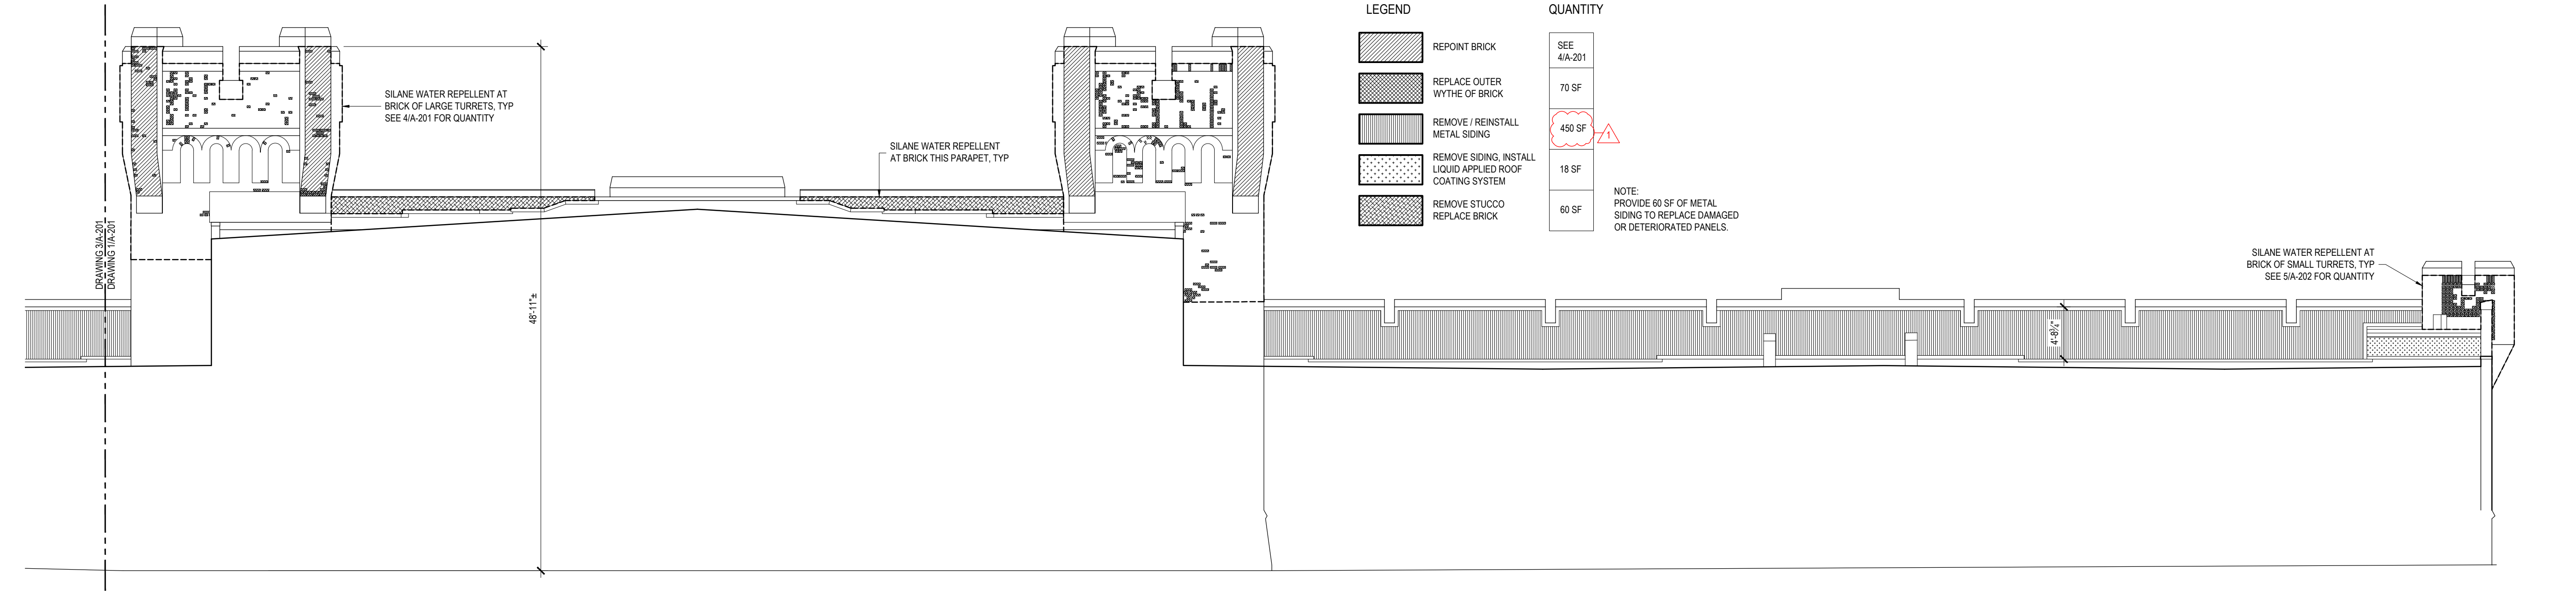 LEGEND
QUANTITY
REPOINT BRICK
SEE
4/A-201
REPLACE OUTER
WYTHE OF BRICK
70 SF
REMOVE / REINSTALL
METAL SIDING
450 SF
1
REMOVE SIDING, INSTALL
LIQUID APPLIED ROOF
COATING SYSTEM
18 SF
REMOVE STUCCO
REPLACE BRICK
60 SF
NOTE:
PROVIDE 60 SF OF METAL
SIDING TO REPLACE DAMAGED
OR DETERIORATED PANELS.
SILANE WATER REPELLENT AT
BRICK OF LARGE TURRETS, TYP
SEE 4/A-201 FOR QUANTITY
SILANE WATER REPELLENT
AT BRICK THIS PARAPET, TYP
DRAWING 3/A-201
DRAWING 1/A-201
48'-11"±
SILANE WATER REPELLENT AT
BRICK OF SMALL TURRETS, TYP
SEE 5/A-202 FOR QUANTITY
4'-8¼"